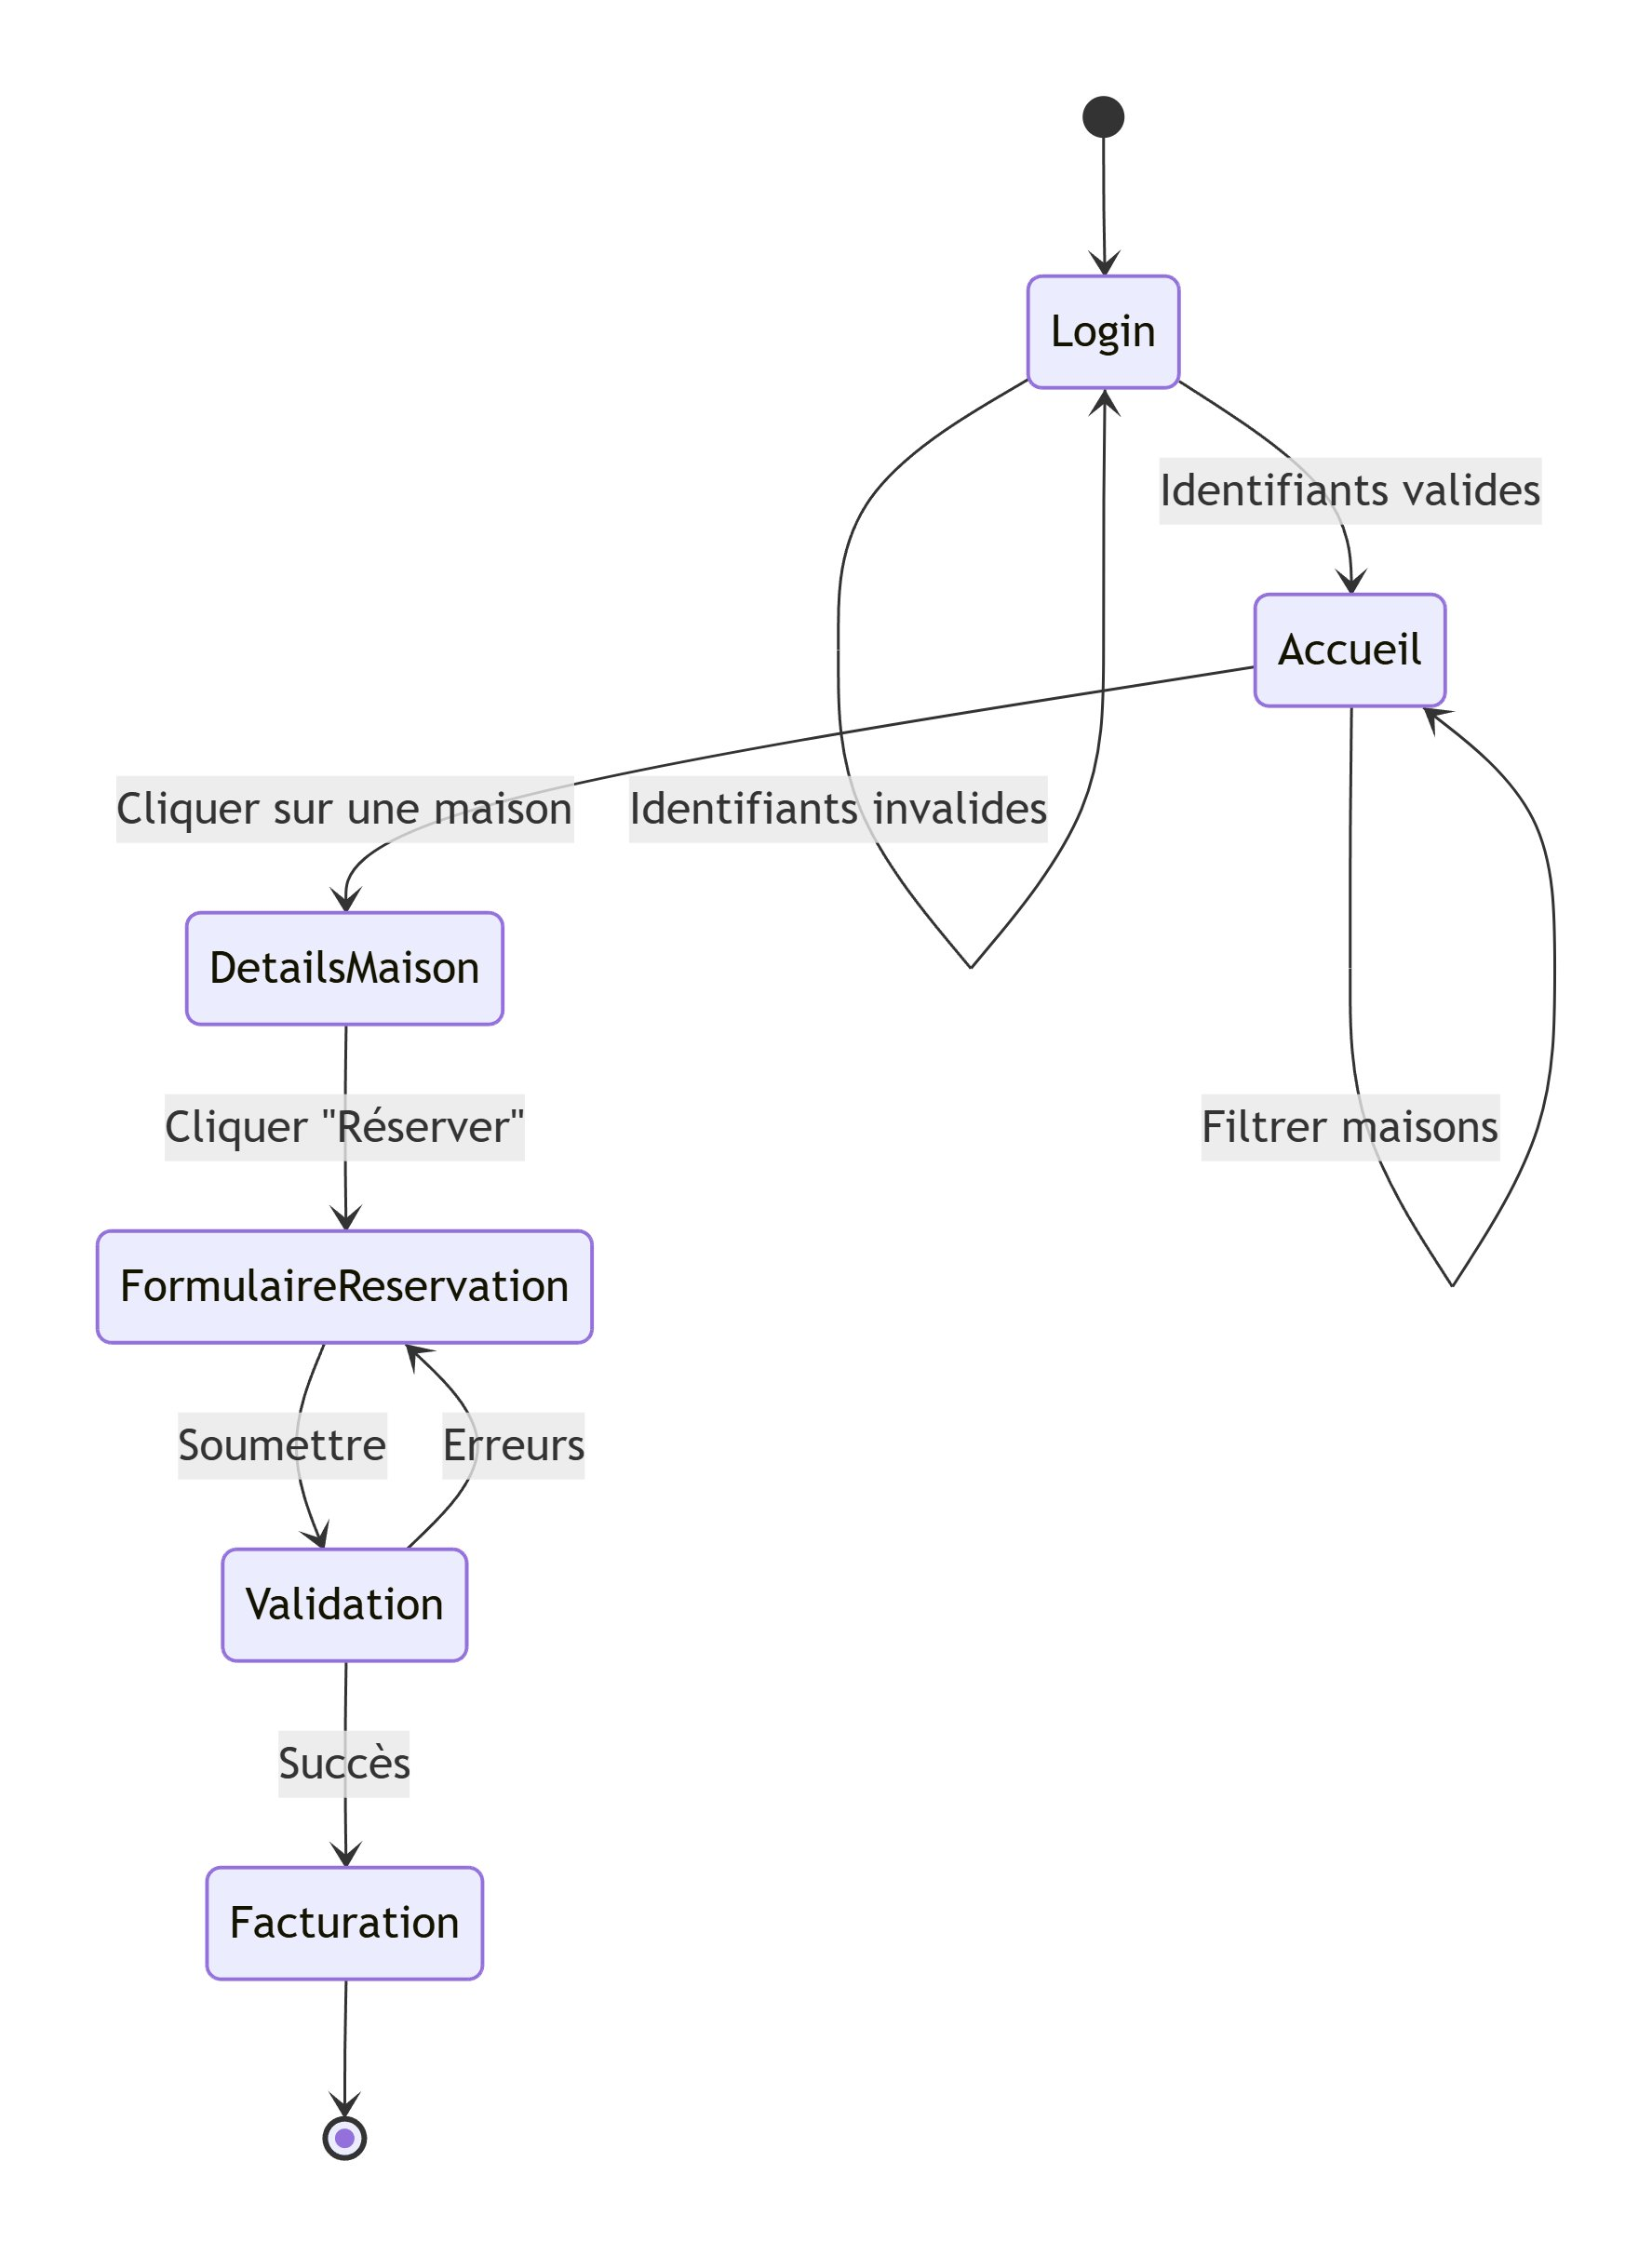 Login
Identifiants valides
Accueil
Cliquer sur une maison
Identifiants invalides
DetailsMaison
Cliquer "Réserver"
Filtrer maisons
FormulaireReservation
Soumettre
Erreurs
Validation
Succès
Facturation